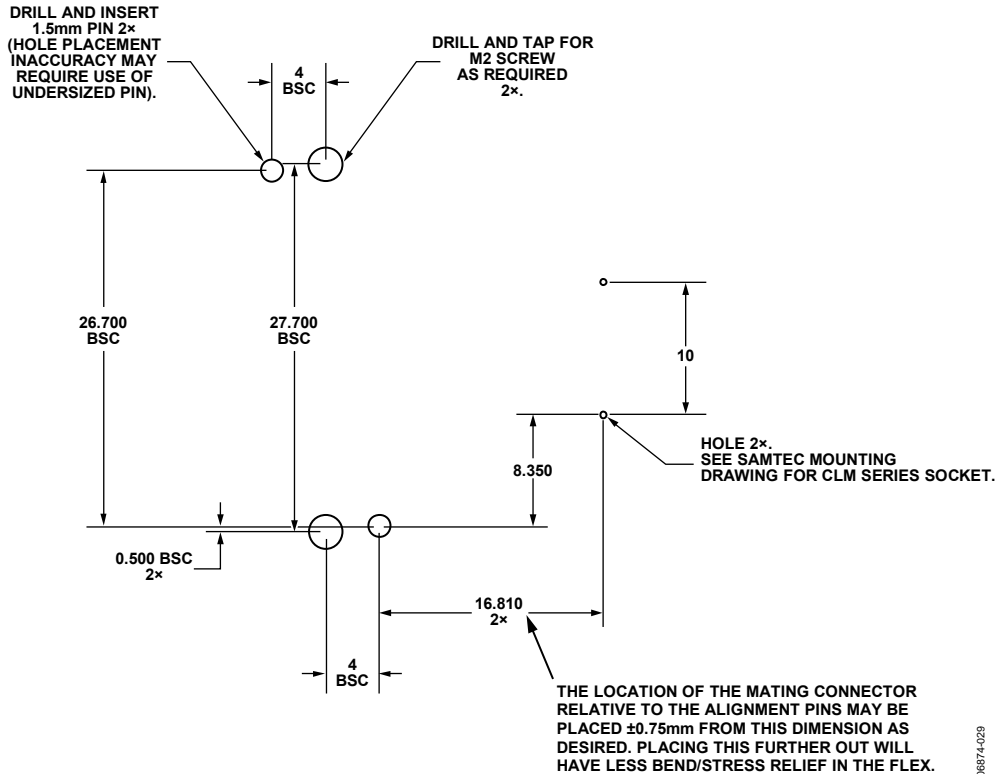 DRILL AND INSERT
1.5mm PIN 2×
(HOLE PLACEMENT
INACCURACY MAY
REQUIRE USE OF
UNDERSIZED PIN).
4
BSC
DRILL AND TAP FOR
M2 SCREW
AS REQUIRED
2×.
26.700
BSC
27.700
BSC
10
8.350
HOLE 2×.
SEE SAMTEC MOUNTING
DRAWING FOR CLM SERIES SOCKET.
0.500 BSC
2×
16.810
2×
4
BSC
THE LOCATION OF THE MATING CONNECTOR
RELATIVE TO THE ALIGNMENT PINS MAY BE
PLACED ±0.75mm FROM THIS DIMENSION AS
DESIRED. PLACING THIS FURTHER OUT WILL
HAVE LESS BEND/STRESS RELIEF IN THE FLEX.
06874-029